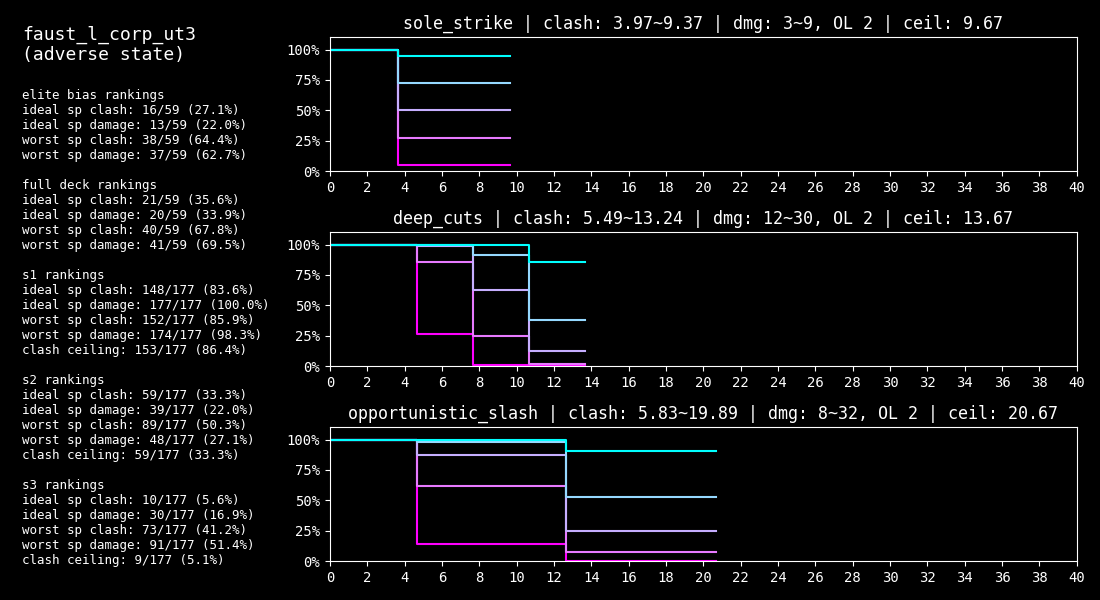 faust_l_corp_ut3
(adverse state)
elite bias rankings
ideal sp clash: 16/59 (27.1%)
ideal sp damage: 13/59 (22.0%)
worst sp clash: 38/59 (64.4%)
worst sp damage: 37/59 (62.7%)
full deck rankings
ideal sp clash: 21/59 (35.6%)
ideal sp damage: 20/59 (33.9%)
worst sp clash: 40/59 (67.8%)
worst sp damage: 41/59 (69.5%)
s1 rankings
ideal sp clash: 148/177 (83.6%)
ideal sp damage: 177/177 (100.0%)
worst sp clash: 152/177 (85.9%)
worst sp damage: 174/177 (98.3%)
clash ceiling: 153/177 (86.4%)
s2 rankings
ideal sp clash: 59/177 (33.3%)
ideal sp damage: 39/177 (22.0%)
worst sp clash: 89/177 (50.3%)
worst sp damage: 48/177 (27.1%)
clash ceiling: 59/177 (33.3%)
s3 rankings
ideal sp clash: 10/177 (5.6%)
ideal sp damage: 30/177 (16.9%)
worst sp clash: 73/177 (41.2%)
worst sp damage: 91/177 (51.4%)
clash ceiling: 9/177 (5.1%)
sole_strike | clash: 3.97~9.37 | dmg: 3~9, OL 2 | ceil: 9.67
100%
75%
50%
25%
0%
0 2 4 6 8 10 12 14 16 18 20 22 24 26 28 30 32 34 36 38 40
deep_cuts | clash: 5.49~13.24 | dmg: 12~30, OL 2 | ceil: 13.67
100%
75%
50%
25%
0%
0 2 4 6 8 10 12 14 16 18 20 22 24 26 28 30 32 34 36 38 40
opportunistic_slash | clash: 5.83~19.89 | dmg: 8~32, OL 2 | ceil: 20.67
100%
75%
50%
25%
0%
0 2 4 6 8 10 12 14 16 18 20 22 24 26 28 30 32 34 36 38 40